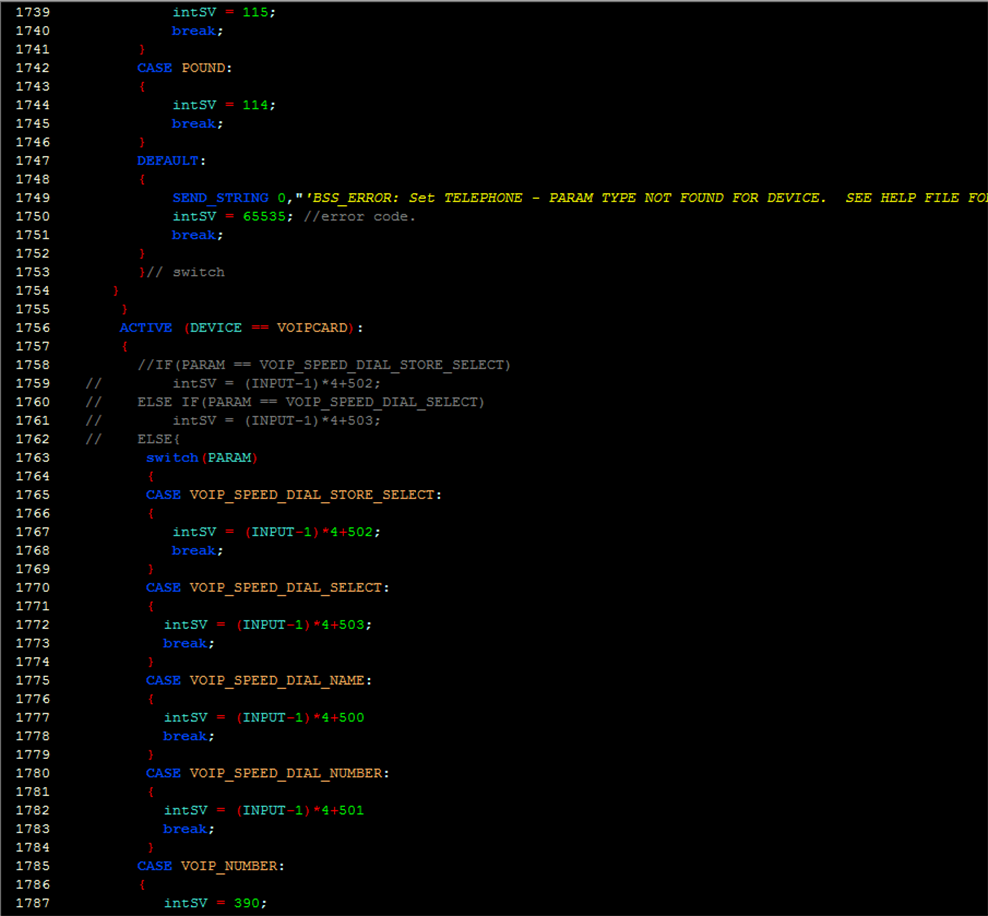 1739 intSV = 115;
1740 break;
1741 }
1742 CASE POUND:
1743 {
1744 intSV = 114;
1745 break;
1746 }
1747 DEFAULT:
1748 {
1749 SEND_STRING 0,"'BSS_ERROR: Set TELEPHONE - PARAM TYPE NOT FOUND FOR DEVICE.  SEE HELP FILE FO
1750 intSV = 65535; //error code.
1751 break;
1752 }
1753 }// switch
1754 }
1755 }
1756 ACTIVE (DEVICE == VOIPCARD):
1757 {
1758 //IF(PARAM == VOIP_SPEED_DIAL_STORE_SELECT)
1759 // intSV = (INPUT-1)*4+502;
1760 // ELSE IF(PARAM == VOIP_SPEED_DIAL_SELECT)
1761 // intSV = (INPUT-1)*4+503;
1762 // ELSE{
1763 switch(PARAM)
1764 {
1765 CASE VOIP_SPEED_DIAL_STORE_SELECT:
1766 {
1767 intSV = (INPUT-1)*4+502;
1768 break;
1769 }
1770 CASE VOIP_SPEED_DIAL_SELECT:
1771 {
1772 intSV = (INPUT-1)*4+503;
1773 break;
1774 }
1775 CASE VOIP_SPEED_DIAL_NAME:
1776 {
1777 intSV = (INPUT-1)*4+500
1778 break;
1779 }
1780 CASE VOIP_SPEED_DIAL_NUMBER:
1781 {
1782 intSV = (INPUT-1)*4+501
1783 break;
1784 }
1785 CASE VOIP_NUMBER:
1786 {
1787 intSV = 390;